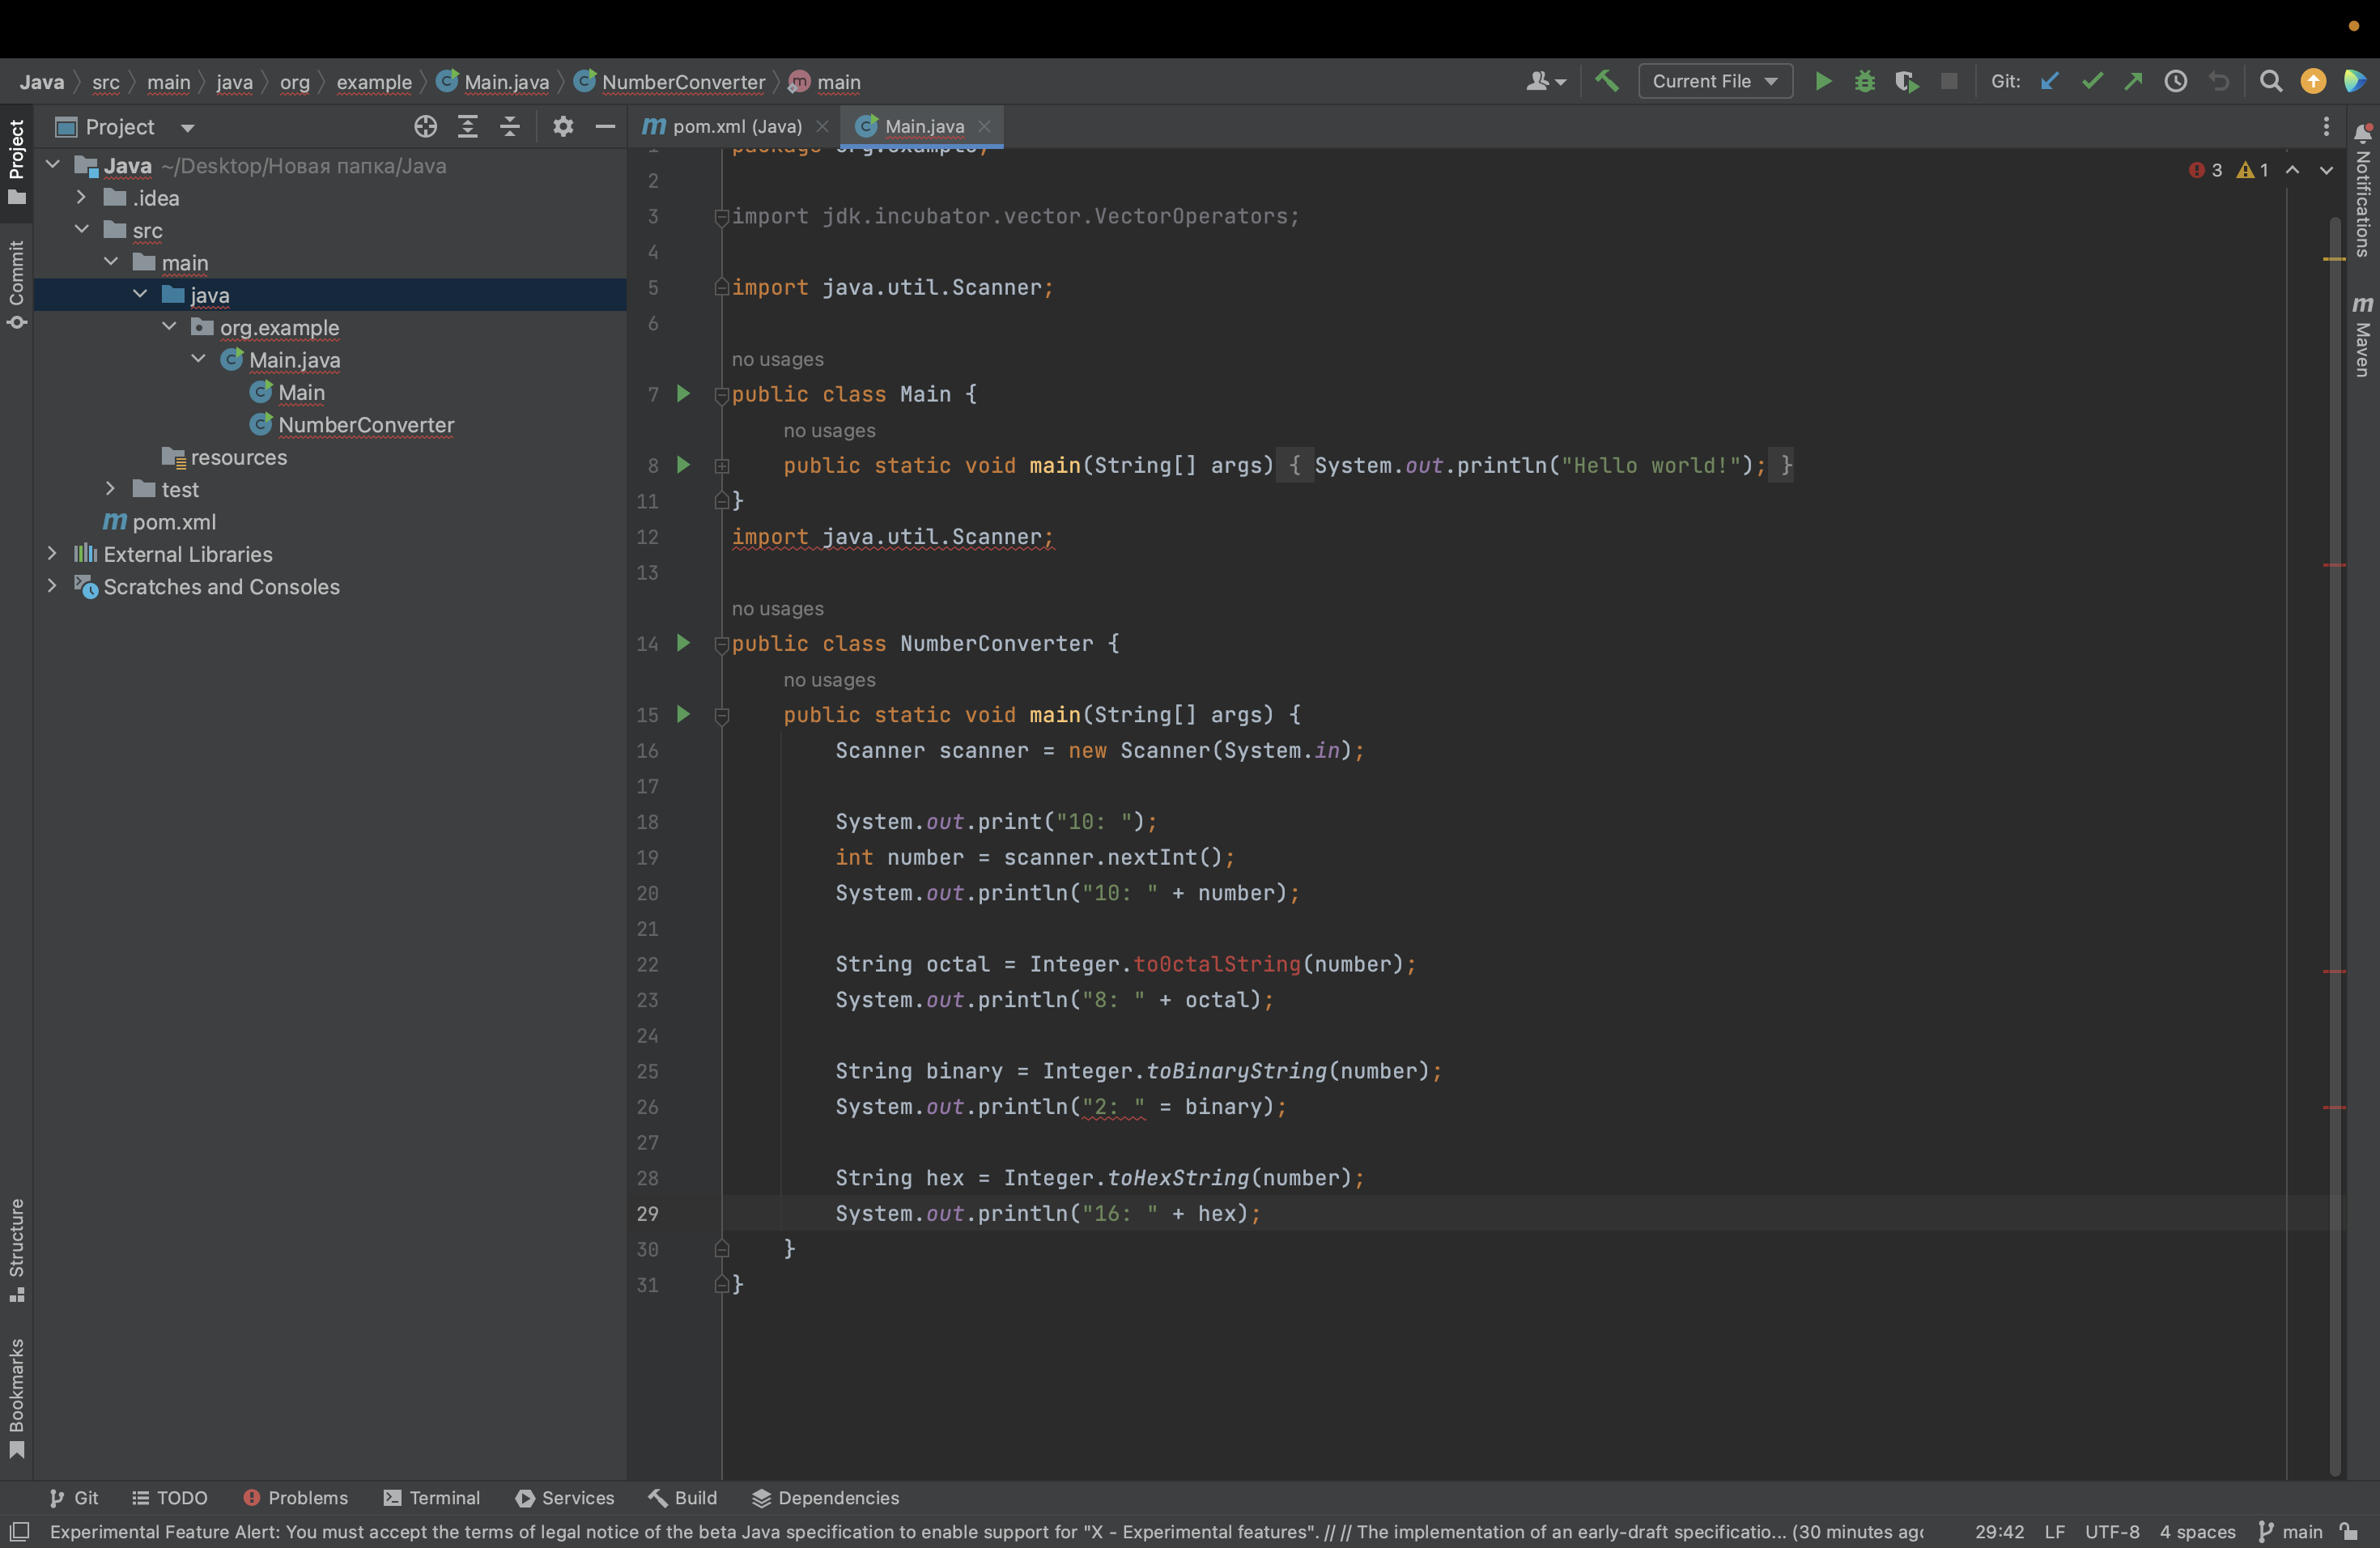 Java src main java org example Main.java NumberConverter main Current File Git:
Project
pom.xml (Java) Main.java
Project
Commit
Structure
Bookmarks
Java ~/Desktop/Новая папка/Java
.idea
src
main
java
org.example
Main.java
Main
NumberConverter
resources
test
pom.xml
External Libraries
Scratches and Consoles
3 1
1 package org.example;
2
3 import jdk.incubator.vector.VectorOperators;
4
5 import java.util.Scanner;
6
no usages
7 public class Main {
no usages
8 public static void main(String[] args) { System.out.println("Hello world!"); }
11 }
12 import java.util.Scanner;
13
no usages
14 public class NumberConverter {
no usages
15 public static void main(String[] args) {
16 Scanner scanner = new Scanner(System.in);
17
18 System.out.print("10: ");
19 int number = scanner.nextInt();
20 System.out.println("10: " + number);
21
22 String octal = Integer.to0ctalString(number);
23 System.out.println("8: " + octal);
24
25 String binary = Integer.toBinaryString(number);
26 System.out.println("2: " = binary);
27
28 String hex = Integer.toHexString(number);
29 System.out.println("16: " + hex);
30 }
31 }
Notifications
Maven
Git TODO Problems Terminal Services Build Dependencies
Experimental Feature Alert: You must accept the terms of legal notice of the beta Java specification to enable support for "X - Experimental features". // // The implementation of an early-draft specificatio... (30 minutes ago 29:42 LF UTF-8 4 spaces main